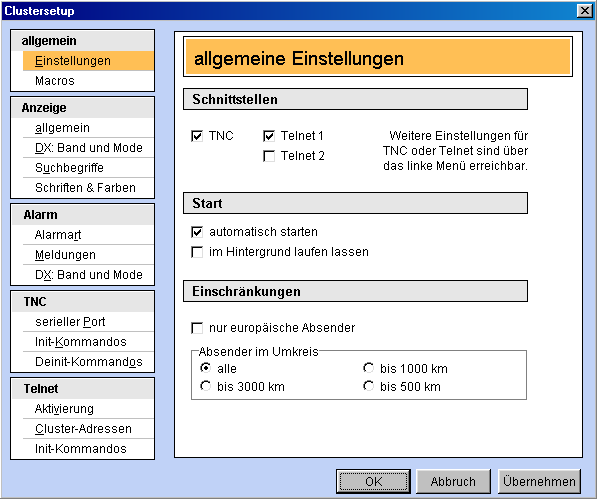 Clustersetup
allgemein
Einstellungen
Macros
Anzeige
allgemein
DX: Band und Mode
Suchbegriffe
Schriften & Farben
Alarm
Alarmart
Meldungen
DX: Band und Mode
TNC
serieller Port
Init-Kommandos
Deinit-Kommandos
Telnet
Aktivierung
Cluster-Adressen
Init-Kommandos
allgemeine Einstellungen
Schnittstellen
TNC
Telnet 1
Telnet 2
Weitere Einstellungen für
TNC oder Telnet sind über
das linke Menü erreichbar.
Start
automatisch starten
im Hintergrund laufen lassen
Einschränkungen
nur europäische Absender
Absender im Umkreis
alle
bis 1000 km
bis 3000 km
bis 500 km
OK
Abbruch
Übernehmen